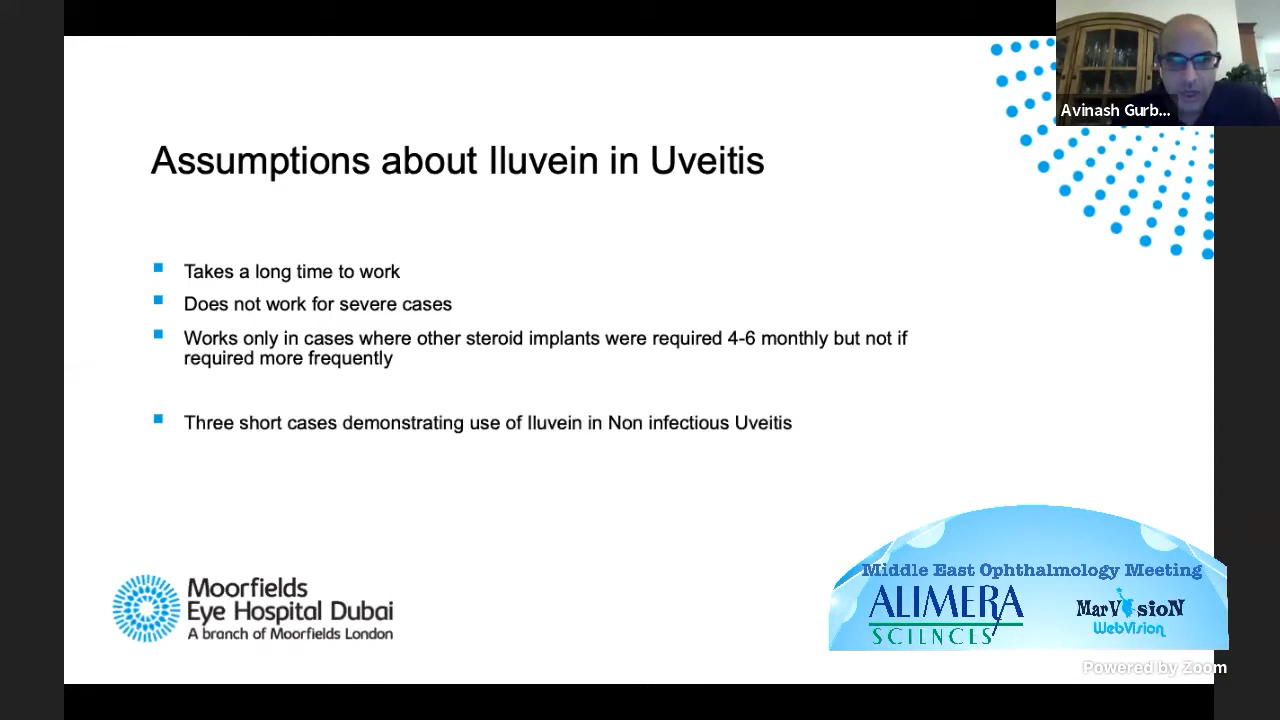 Avinash Gurb...
Assumptions about Iluvein in Uveitis
Takes a long time to work
Does not work for severe cases
Works only in cases where other steroid implants were required 4-6 monthly but not if
required more frequently
Three short cases demonstrating use of Iluvein in Non infectious Uveitis
Moorfields
Eye Hospital Dubai
A branch of Moorfields London
Middle East Ophthalmology Meeting
ALIMERA
SCIENCES
MarVision
WebVision
Powered by Zoom